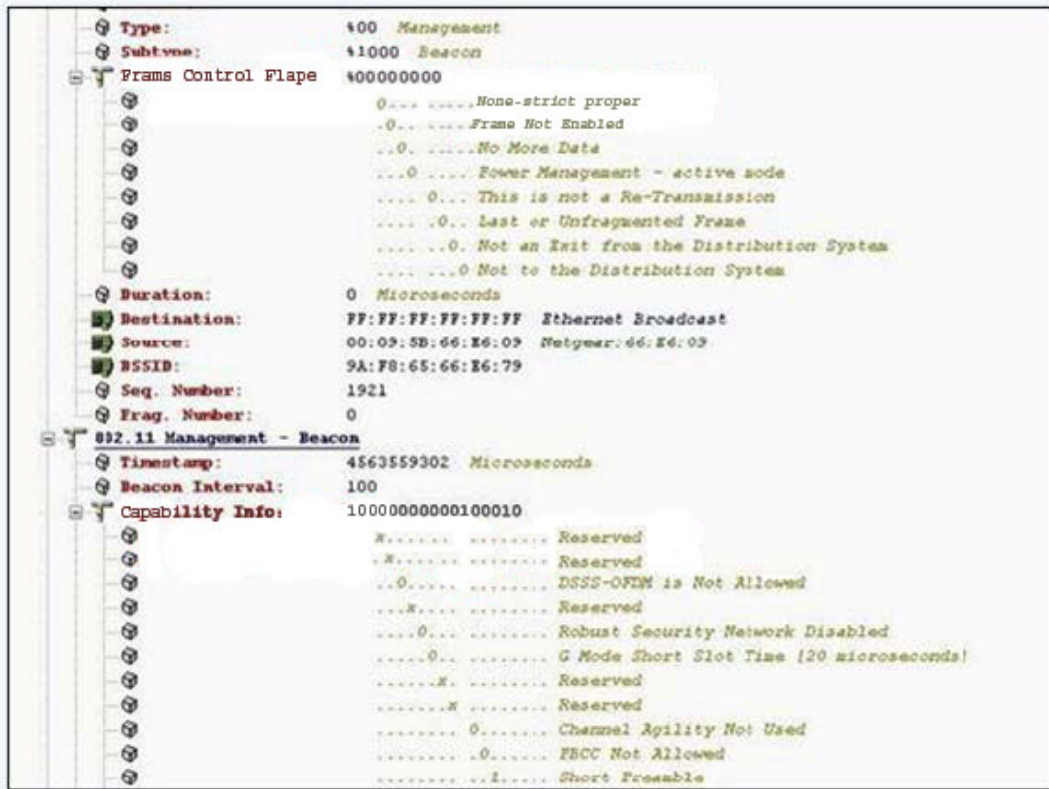 Type: %00 Management
Subtype: %1000 Beacon
Frams Control Flape %00000000
0... .....None-strict proper
.0.. .....Frame Not Enabled
..0. .....No More Data
...0 .... Power Management - active mode
.... 0... This is not a Re-Transmission
.... .0.. Last or Unfragmented Frame
.... ..0. Not an Exit from the Distribution System
.... ...0 Not to the Distribution System
Duration: 0 Microseconds
Destination: FF:FF:FF:FF:FF:FF Ethernet Broadcast
Source: 00:09:5B:66:E6:09 Netgear:66:E6:09
BSSID: 9A:F8:65:66:E6:79
Seq. Number: 1921
Frag. Number: 0
802.11 Management - Beacon
Timestamp: 4563559302 Microseconds
Beacon Interval: 100
Capability Info: 10000000000100010
x....... ........ Reserved
.x...... ........ Reserved
..0..... ........ DSSS-OFDM is Not Allowed
...x.... ........ Reserved
....0... ........ Robust Security Network Disabled
.....0.. ........ G Mode Short Slot Time [20 microseconds]
......x. ........ Reserved
.......x ........ Reserved
........ 0....... Channel Agility Not Used
........ .0...... PBCC Not Allowed
........ ..1..... Short Preamble